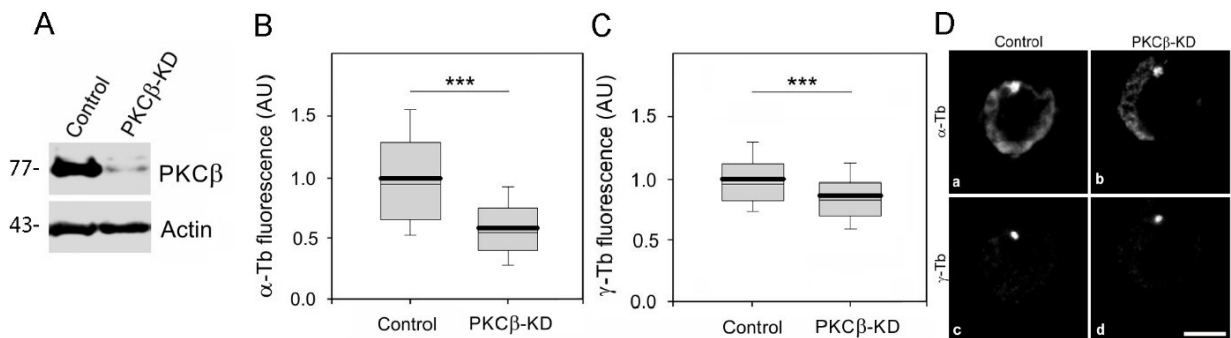 A
Control
PKCβ-KD
77-
PKCβ
43-
Actin
B
α-Tb fluorescence (AU)
1.5
1.0
0.5
0.0
***
Control
PKCβ-KD
C
γ-Tb fluorescence (AU)
1.5
1.0
0.5
0.0
***
Control
PKCβ-KD
D
Control
PKCβ-KD
α-Tb
a
b
γ-Tb
c
d